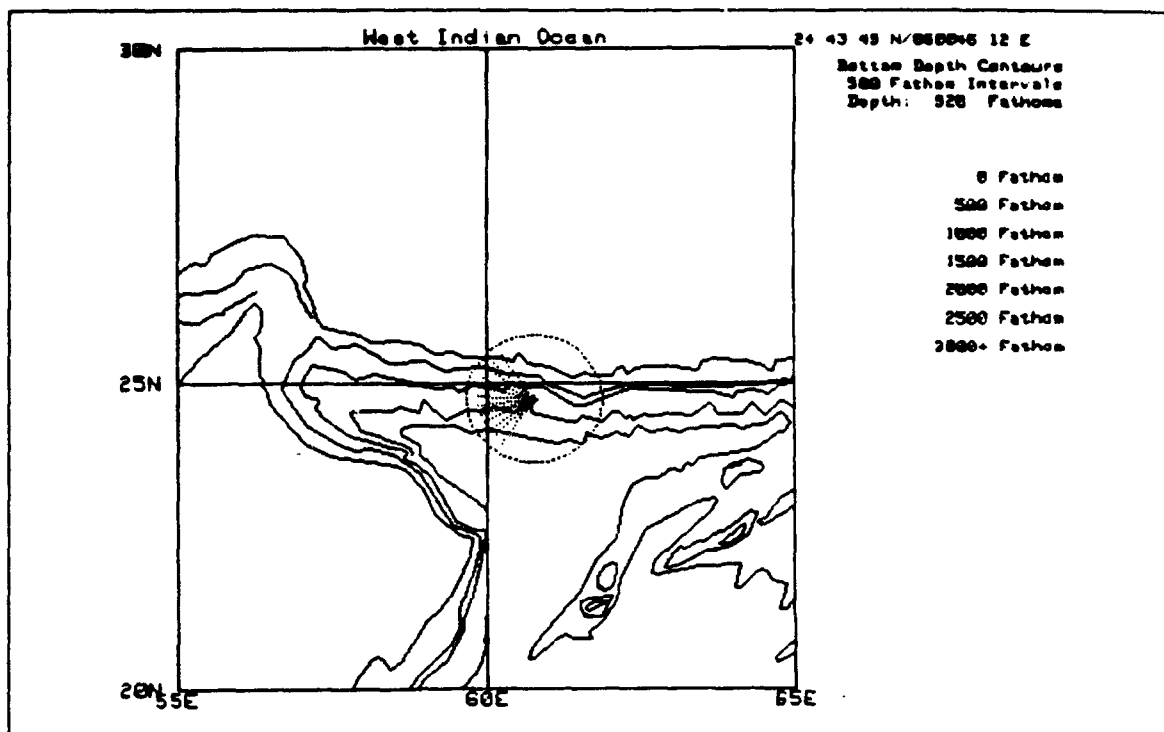 West Indian Ocean
24 43 49 N/060046 12 E
Bottom Depth Contours
500 Fathom Intervals
Depth: 920 Fathoms
0 Fathom
500 Fathom
1000 Fathom
1500 Fathom
2000 Fathom
2500 Fathom
3000+ Fathom
30N
25N
20N
55E
60E
65E